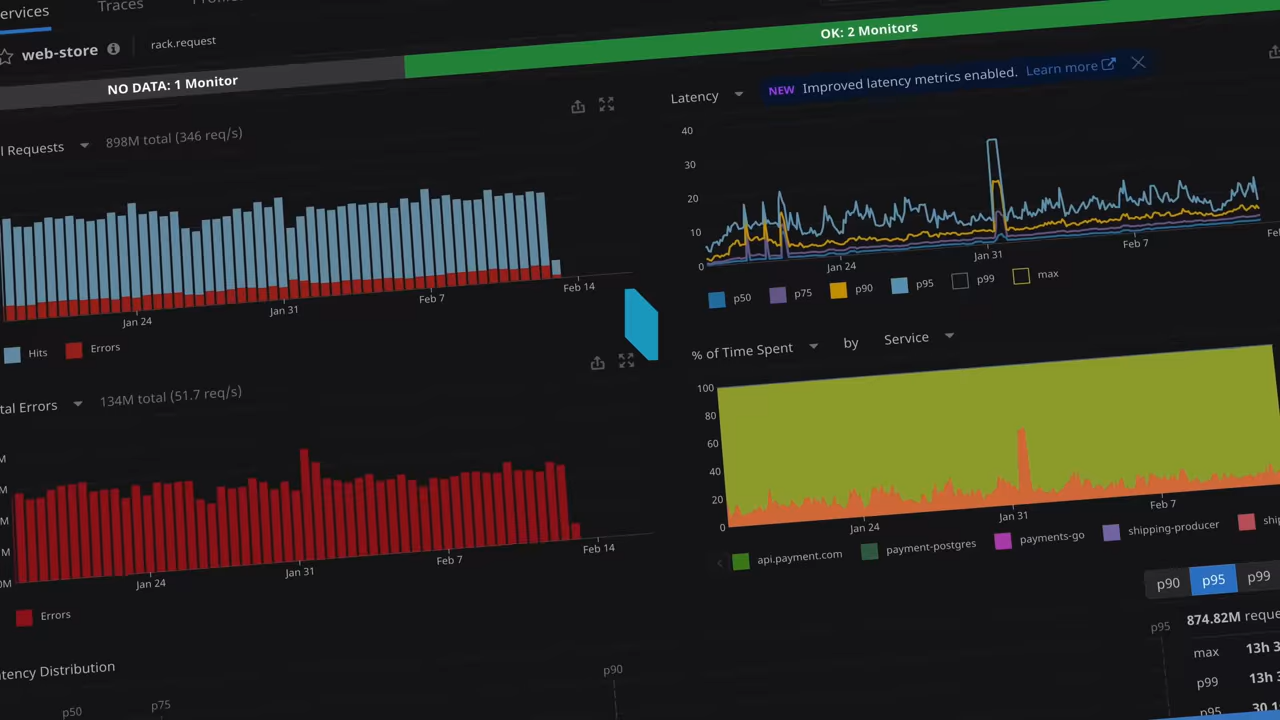 Traces
web-store
rack.request
NO DATA: 1 Monitor
OK: 2 Monitors
Requests
898M total (346 req/s)
Jan 24
Jan 31
Feb 7
Feb 14
Hits
Errors
Latency
NEW Improved latency metrics enabled. Learn more
40
30
20
10
0
Jan 24
Jan 31
Feb 7
p50
p75
p90
p95
p99
max
Errors
134M total (51.7 req/s)
Jan 24
Jan 31
Feb 7
Feb 14
Errors
% of Time Spent
by
Service
100
80
60
40
20
0
Jan 24
Jan 31
Feb 7
api.payment.com
payment-postgres
payments-go
shipping-producer
Distribution
p50
p75
p90
p95
p90
p95
p99
874.82M
max
13h
p99
13h
p95